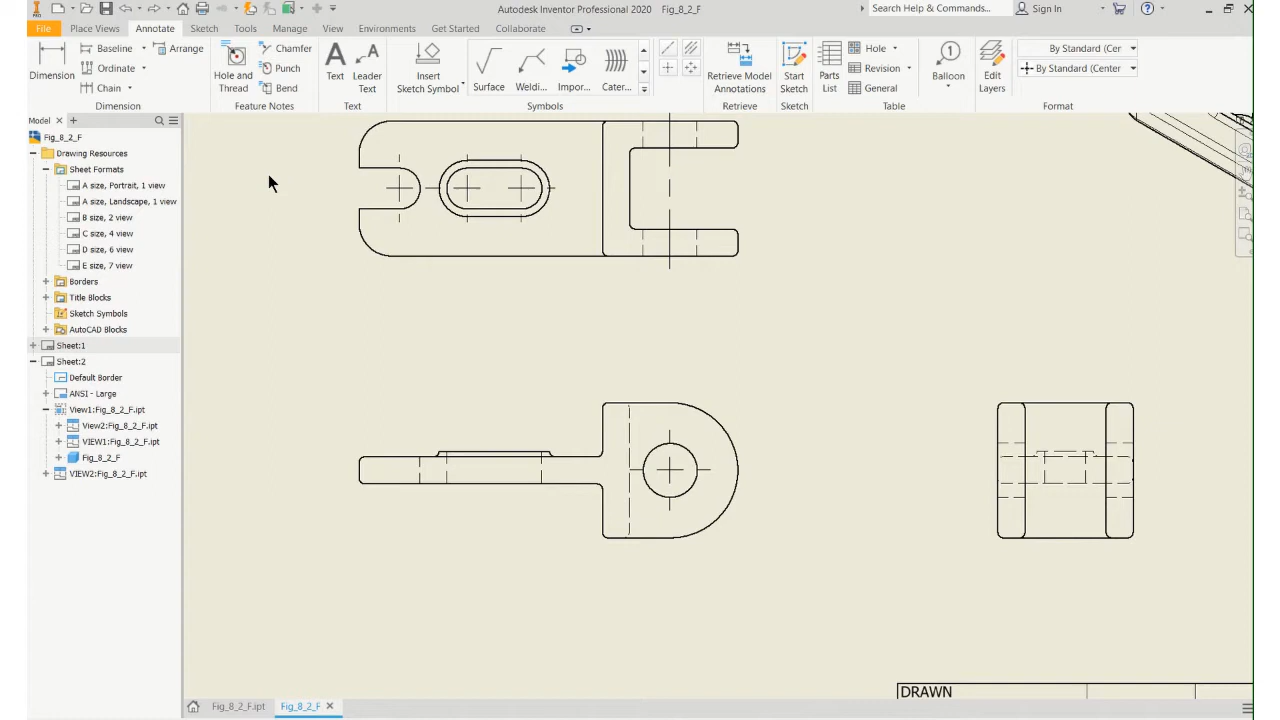 Autodesk Inventor Professional 2020 Fig_8_2_F
Search Help & Commands...
Sign In
File Place Views Annotate Sketch Tools Manage View Environments Get Started Collaborate
Dimension
Baseline
Arrange
Ordinate
Chain
Dimension
Hole and
Thread
Chamfer
Punch
Bend
Feature Notes
Text
Leader
Text
Text
Insert
Sketch Symbol
Surface
Weldi...
Impor...
Cater...
Symbols
Retrieve Model
Annotations
Retrieve
Start
Sketch
Sketch
Parts
List
Hole
Revision
General
Table
Balloon
Edit
Layers
By Standard (Cer
By Standard (Center
Format
Model
Fig_8_2_F
Drawing Resources
Sheet Formats
A size, Portrait, 1 view
A size, Landscape, 1 view
B size, 2 view
C size, 4 view
D size, 6 view
E size, 7 view
Borders
Title Blocks
Sketch Symbols
AutoCAD Blocks
Sheet:1
Sheet:2
Default Border
ANSI - Large
View1:Fig_8_2_F.ipt
View2:Fig_8_2_F.ipt
VIEW1:Fig_8_2_F.ipt
Fig_8_2_F
VIEW2:Fig_8_2_F.ipt
DRAWN
Fig_8_2_F.ipt Fig_8_2_F